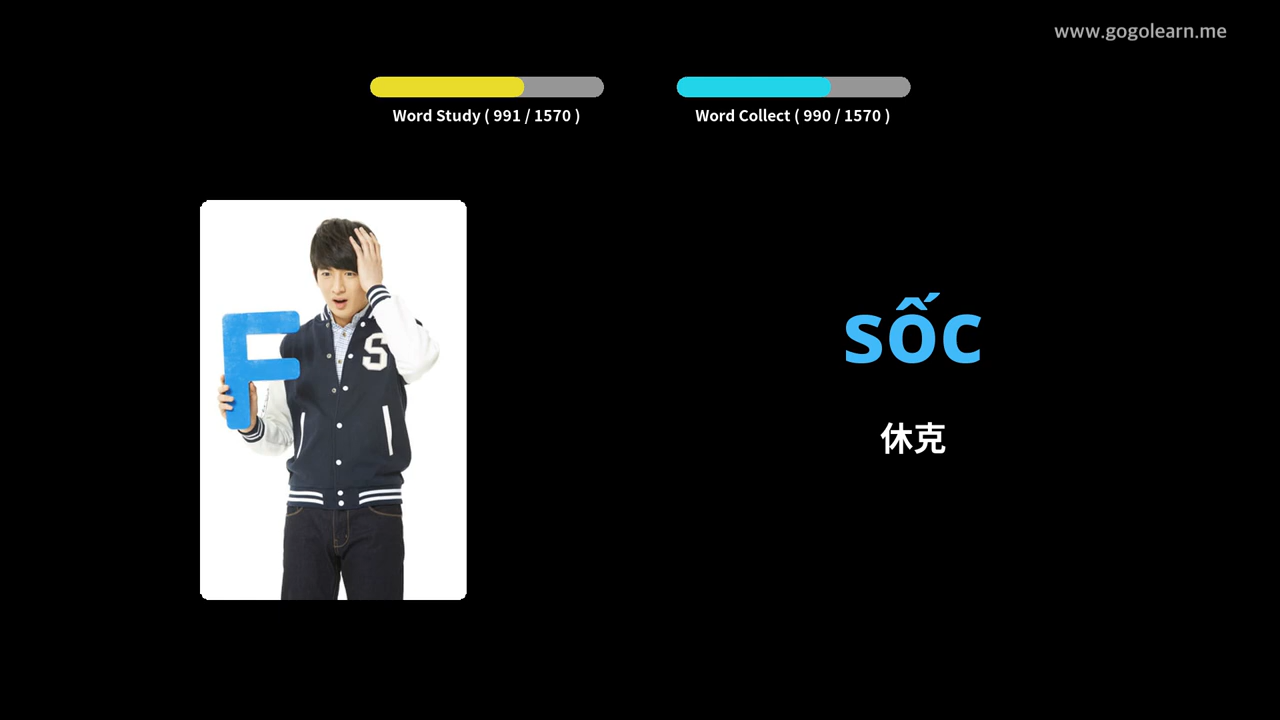 www.gogolearn.me
Word Study ( 991 / 1570 )
Word Collect ( 990 / 1570 )
F
S
sốc
休克